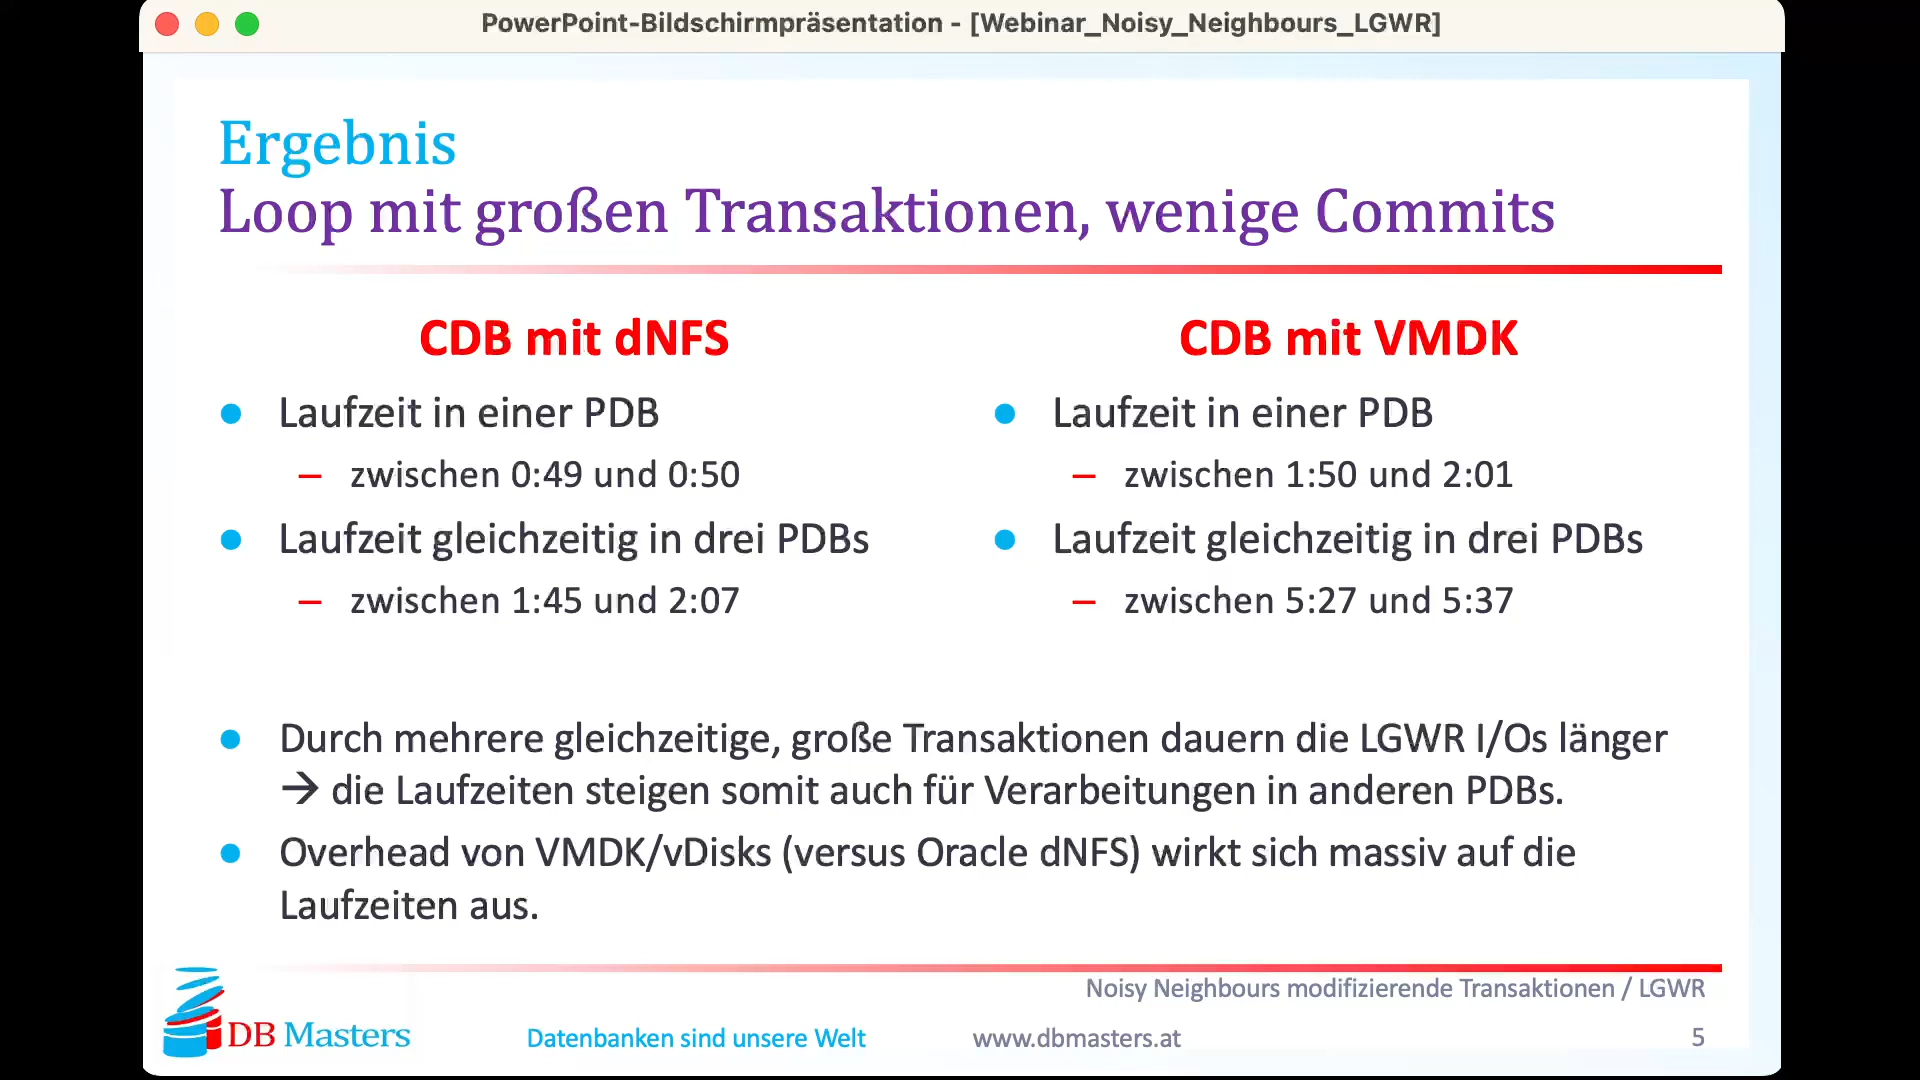 PowerPoint-Bildschirmpräsentation - [Webinar_Noisy_Neighbours_LGWR]
Ergebnis
Loop mit großen Transaktionen, wenige Commits
CDB mit dNFS
• Laufzeit in einer PDB
– zwischen 0:49 und 0:50
• Laufzeit gleichzeitig in drei PDBs
– zwischen 1:45 und 2:07
CDB mit VMDK
• Laufzeit in einer PDB
– zwischen 1:50 und 2:01
• Laufzeit gleichzeitig in drei PDBs
– zwischen 5:27 und 5:37
• Durch mehrere gleichzeitige, große Transaktionen dauern die LGWR I/Os länger
→ die Laufzeiten steigen somit auch für Verarbeitungen in anderen PDBs.
• Overhead von VMDK/vDisks (versus Oracle dNFS) wirkt sich massiv auf die
Laufzeiten aus.
Noisy Neighbours modifizierende Transaktionen / LGWR
DB Masters
Datenbanken sind unsere Welt
www.dbmasters.at
5